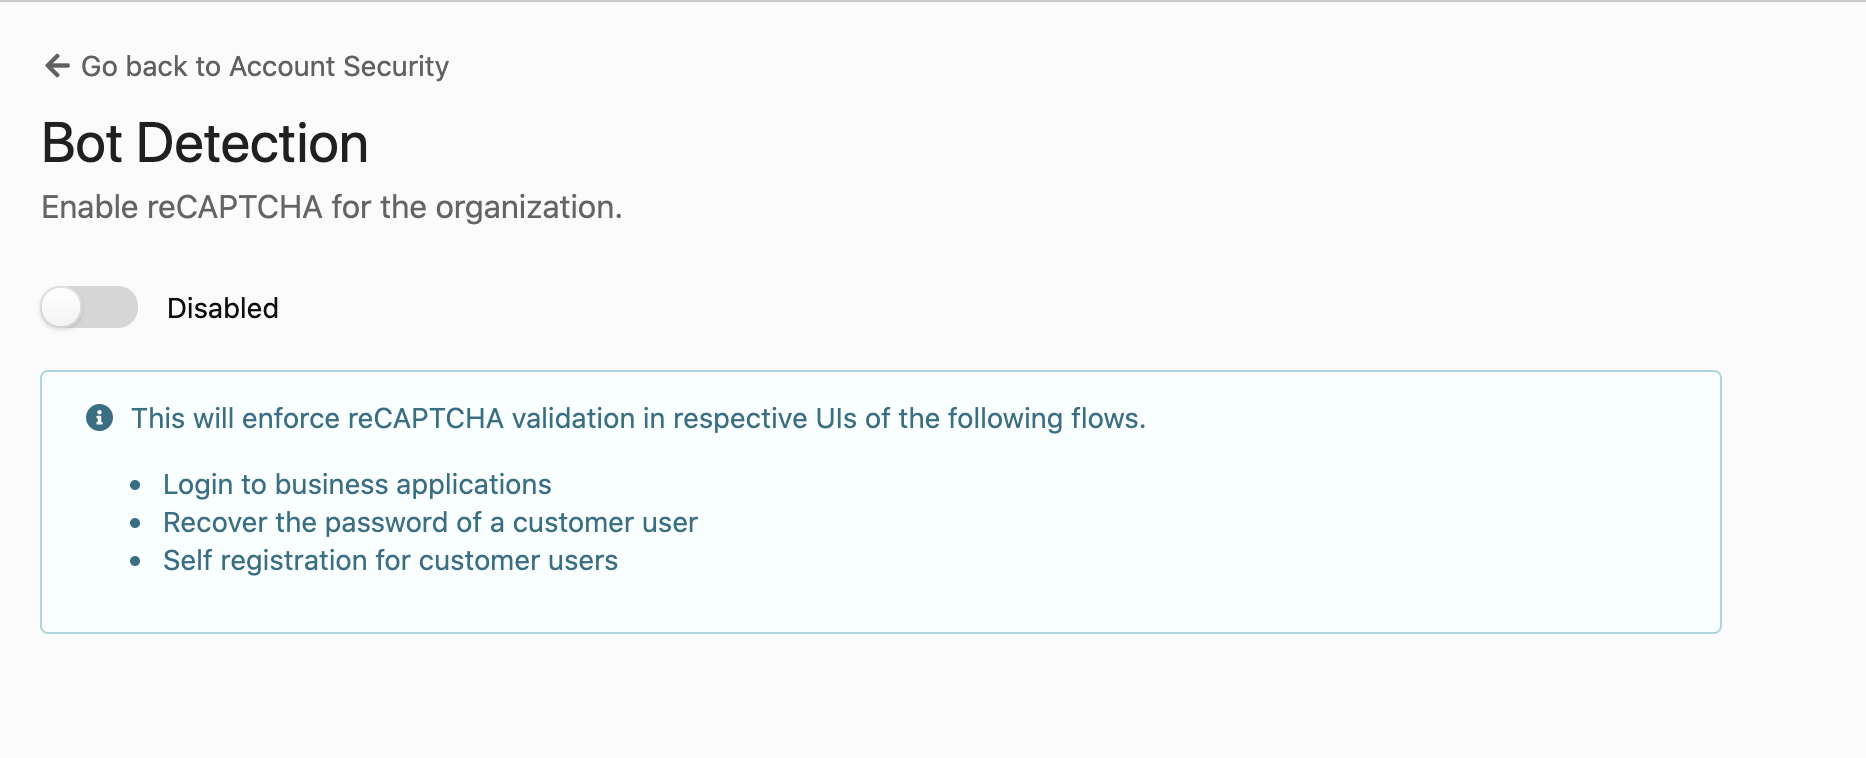 Go back to Account Security
Bot Detection
Enable reCAPTCHA for the organization.
Disabled
This will enforce reCAPTCHA validation in respective UIs of the following flows.
Login to business applications
Recover the password of a customer user
Self registration for customer users